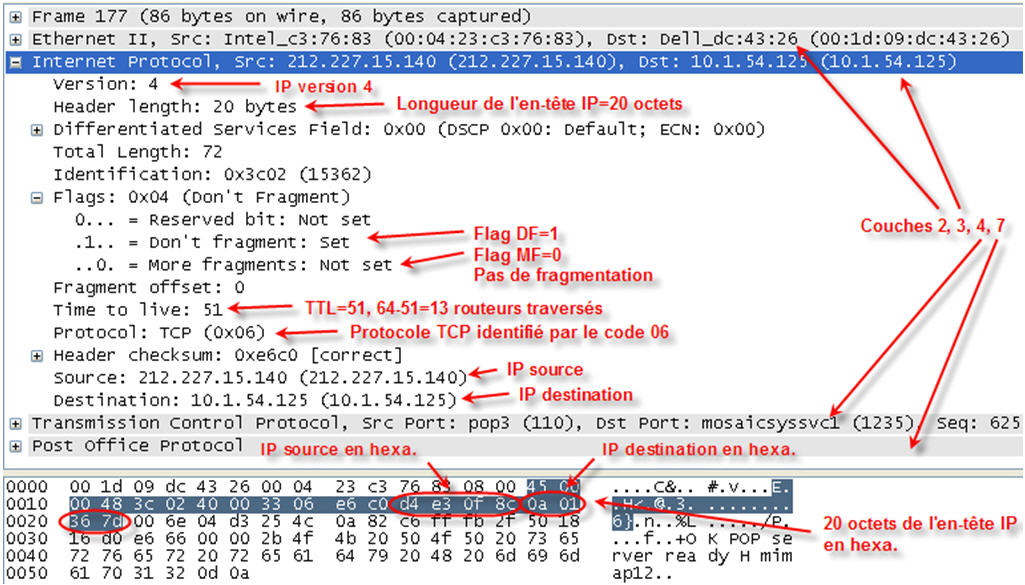 Frame 177 (86 bytes on wire, 86 bytes captured)
Ethernet II, Src: Intel_c3:76:83 (00:04:23:c3:76:83), Dst: Dell_dc:43:26 (00:1d:09:dc:43:26)
Internet Protocol, Src: 212.227.15.140 (212.227.15.140), Dst: 10.1.54.125 (10.1.54.125)
Version: 4 IP version 4
Header length: 20 bytes Longueur de l'en-tête IP=20 octets
Differentiated Services Field: 0x00 (DSCP 0x00: Default; ECN: 0x00)
Total Length: 72
Identification: 0x3c02 (15362)
Flags: 0x04 (Don't Fragment)
0... = Reserved bit: Not set
Couches 2, 3, 4, 7
.1.. = Don't fragment: Set Flag DF=1
..0. = More fragments: Not set Flag MF=0
Pas de fragmentation
Fragment offset: 0
Time to live: 51 TTL=51, 64-51=13 routeurs traversés
Protocol: TCP (0x06) Protocole TCP identifié par le code 06
Header checksum: 0xe6c0 [correct]
Source: 212.227.15.140 (212.227.15.140) IP source
Destination: 10.1.54.125 (10.1.54.125) IP destination
Transmission Control Protocol, Src Port: pop3 (110), Dst Port: mosaicsyssvc1 (1235), Seq: 625
Post Office Protocol
IP source en hexa. IP destination en hexa.
0000 00 1d 09 dc 43 26 00 04 23 c3 76 83 08 00 45 00 ....C&.. #.v...E.
0010 00 48 3c 02 40 00 33 06 e6 c0 d4 e3 0f 8c 0a 01 .H<.@.3. ........
0020 36 7d 00 6e 04 d3 25 4c 0a 82 c6 ff fb 2f 50 18 6}.n..%L ...../P.
0030 16 d0 e6 66 00 00 2b 4f 4b 20 50 4f 50 20 73 65 ...f..+O K POP se
0040 72 76 65 72 20 72 65 61 64 79 20 48 20 6d 69 6d rver rea dy H mim
0050 61 70 31 32 0d 0a ap12..
20 octets de l'en-tête IP
en hexa.